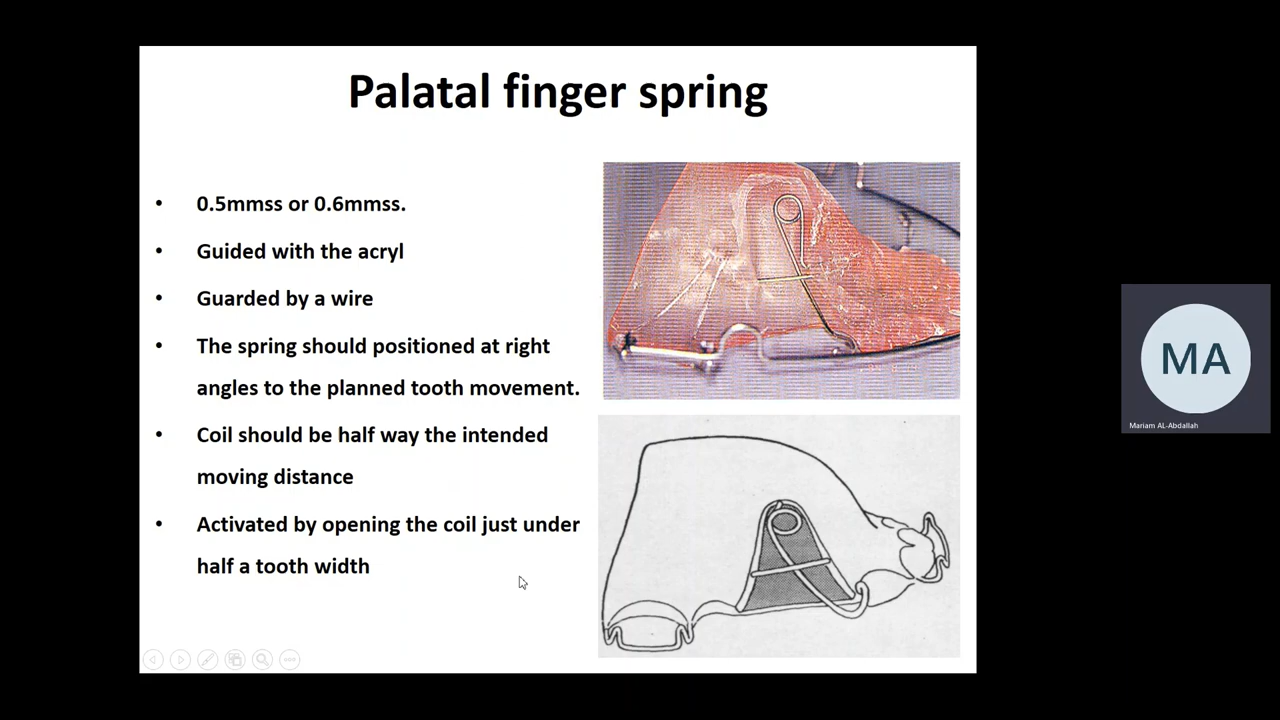 Palatal finger spring
• 0.5mmss or 0.6mmss.
• Guided with the acryl
• Guarded by a wire
• The spring should positioned at right
angles to the planned tooth movement.
• Coil should be half way the intended
moving distance
• Activated by opening the coil just under
half a tooth width
MA
Mariam AL-Abdallah